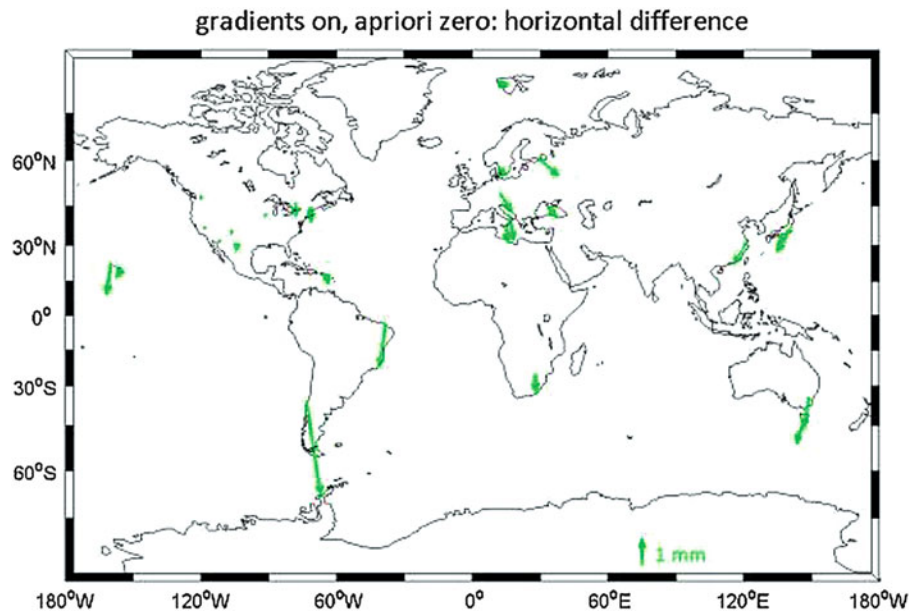 gradients on, apriori zero: horizontal difference
60°N
30°N
0°
30°S
60°S
1 mm
180°W 120°W 60°W 0° 60°E 120°E 180°W